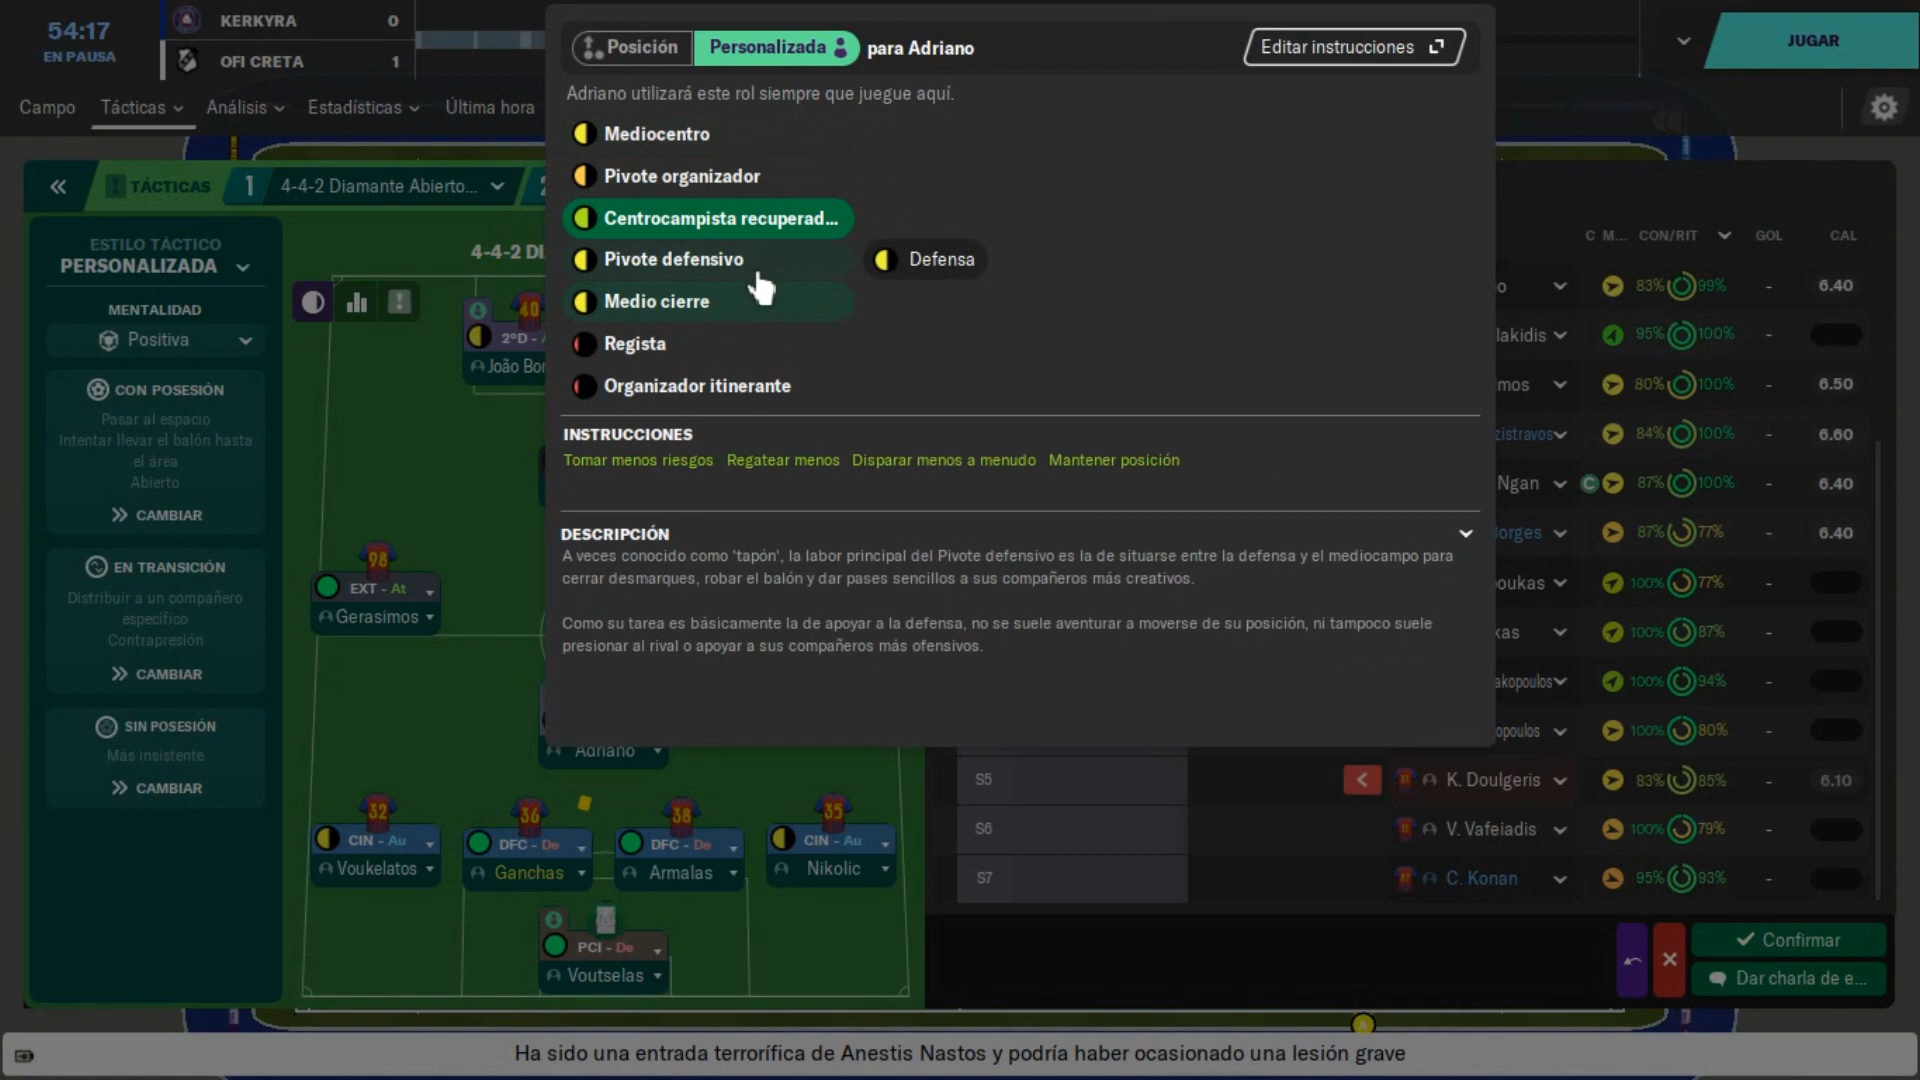 54:17
EN PAUSA
KERKYRA 0
OFI CRETA 1
Campo Tácticas Análisis Estadísticas Última hora
Posición Personalizada para Adriano
Editar instrucciones
JUGAR
Adriano utilizará este rol siempre que juegue aquí.
Mediocentro
Pivote organizador
Centrocampista recuperad...
Pivote defensivo Defensa
Medio cierre
Regista
Organizador itinerante
INSTRUCCIONES
Tomar menos riesgos Regatear menos Disparar menos a menudo Mantener posición
DESCRIPCIÓN
A veces conocido como 'tapón', la labor principal del Pivote defensivo es la de situarse entre la defensa y el mediocampo para
cerrar desmarques, robar el balón y dar pases sencillos a sus compañeros más creativos.
Como su tarea es básicamente la de apoyar a la defensa, no se suele aventurar a moverse de su posición, ni tampoco suele
presionar al rival o apoyar a sus compañeros más ofensivos.
TÁCTICAS 1 4-4-2 Diamante Abierto... 2
ESTILO TÁCTICO
PERSONALIZADA
MENTALIDAD
Positiva
CON POSESIÓN
Pasar al espacio
Intentar llevar el balón hasta
el área
Abierto
CAMBIAR
EN TRANSICIÓN
Distribuir a un compañero
específico
Contrapresión
CAMBIAR
SIN POSESIÓN
Más insistente
CAMBIAR
4-4-2 DI
40
2ºD -
João Bor
98
EXT - At
Gerasimos
Adriano
32
CIN - Au
Voukelatos
36
DFC - De
Ganchas
38
DFC - De
Armalas
35
CIN - Au
Nikolic
PCI - De
Voutselas
C M... CON/RIT GOL CAL
o 83% 99% - 6.40
lakidis 95% 100% -
mos 80% 100% - 6.50
zistravos 84% 100% - 6.60
Ngan C 87% 100% - 6.40
Borges 87% 77% - 6.40
oukas 100% 77% -
kas 100% 87% -
akopoulos 100% 94% -
opoulos 100% 80% -
S5 K. Doulgeris 83% 85% - 6.10
S6 V. Vafeiadis 100% 79% -
S7 C. Konan 95% 93% -
Confirmar
Dar charla de e...
Ha sido una entrada terrorífica de Anestis Nastos y podría haber ocasionado una lesión grave